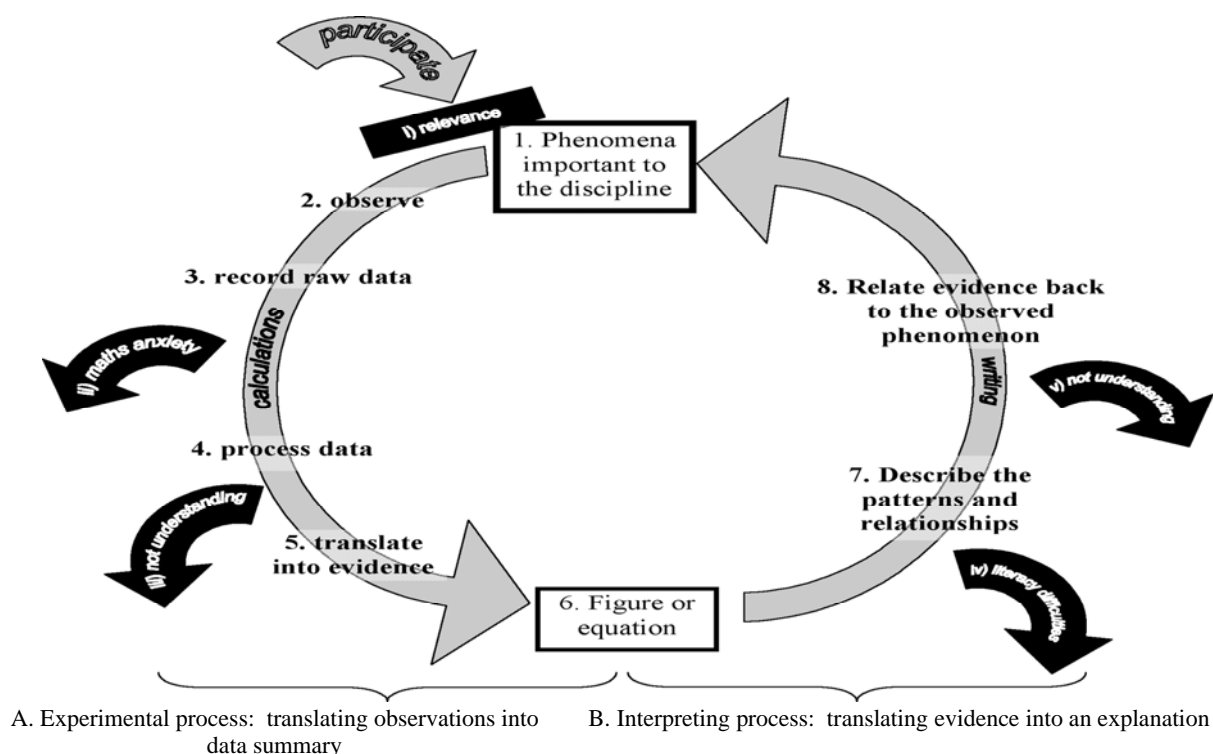 participate
i) relevance
1. Phenomena
important to
the discipline
2. observe
3. record raw data
calculations
ii) maths anxiety
4. process data
iii) not understanding
5. translate
into evidence
6. Figure or
equation
7. Describe the
patterns and
relationships
iv) literacy difficulties
writing
8. Relate evidence back
to the observed
phenomenon
v) not understanding
A. Experimental process: translating observations into
data summary
B. Interpreting process: translating evidence into an explanation